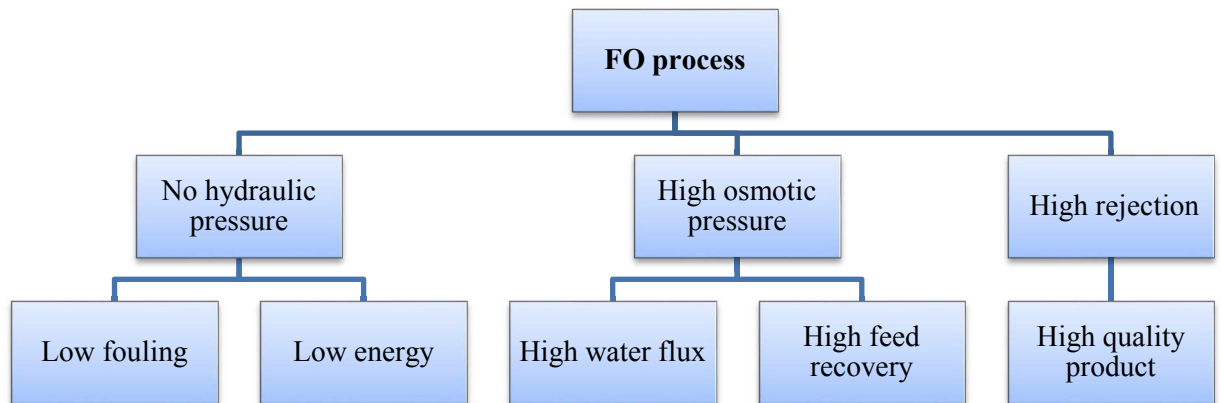 FO process
No hydraulic
pressure
High osmotic
pressure
High rejection
Low fouling
Low energy
High water flux
High feed
recovery
High quality
product